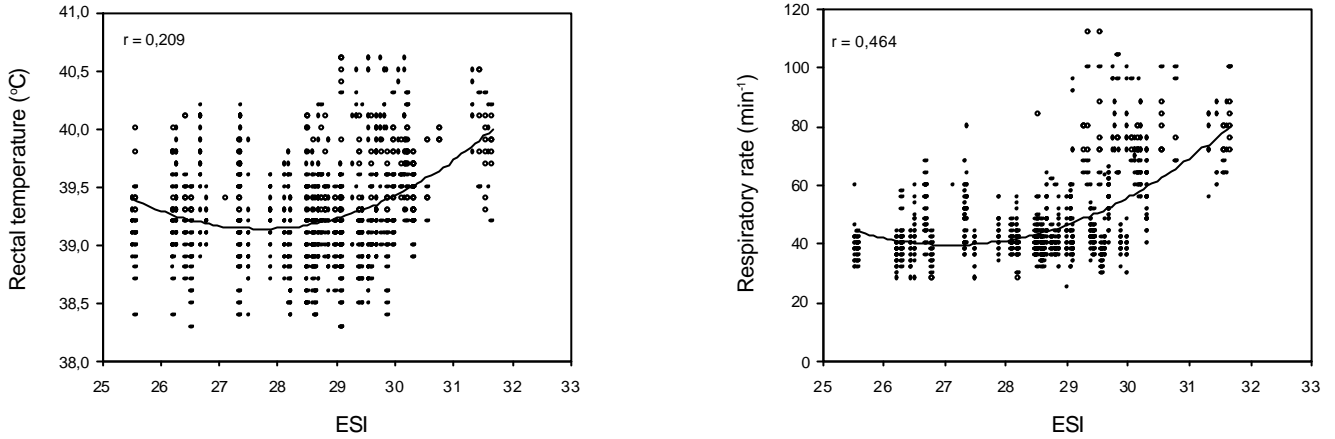 41,0
40,5
40,0
39,5
39,0
38,5
38,0
Rectal temperature (°C)
r = 0,209
25 26 27 28 29 30 31 32 33
ESI
120
100
80
60
40
20
0
Respiratory rate (min⁻¹)
r = 0,464
25 26 27 28 29 30 31 32 33
ESI